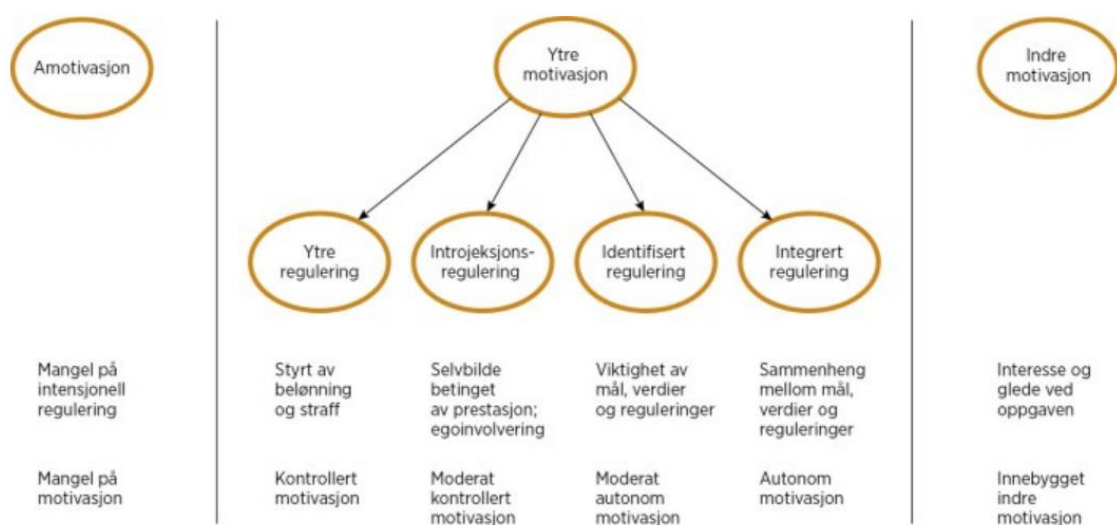 Amotivasjon
Ytre
motivasjon
Indre
motivasjon
Ytre
regulering
Introjeksjons-
regulering
Identifisert
regulering
Integrert
regulering
Mangel på
intensjonell
regulering
Styrt av
belønning
og straff
Selvbilde
betinget
av prestasjon;
egoinvolvering
Viktighet av
mål, verdier
og reguleringer
Sammenheng
mellom mål,
verdier og
reguleringer
Interesse og
glede ved
oppgaven
Mangel på
motivasjon
Kontrollert
motivasjon
Moderat
kontrollert
motivasjon
Moderat
autonom
motivasjon
Autonom
motivasjon
Innebygget
indre
motivasjon